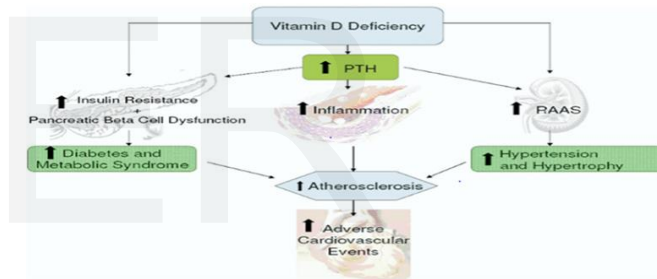 Vitamin D Deficiency
PTH
Insulin Resistance
+
Pancreatic Beta Cell Dysfunction
Inflammation
RAAS
Diabetes and
Metabolic Syndrome
Hypertension
and Hypertrophy
Atherosclerosis
Adverse
Cardiovascular
Events